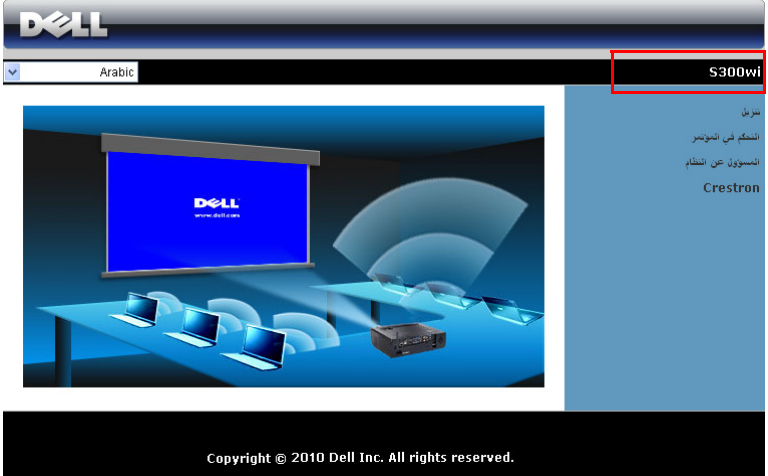 DELL
Arabic
S300wi
تنزيل
التحكم في المؤتمر
المسؤول عن النظام
Crestron
DELL
www.dell.com
Copyright © 2010 Dell Inc. All rights reserved.